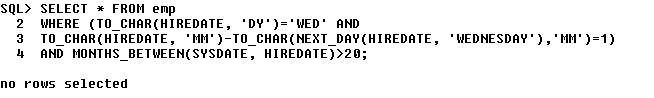 SQL> SELECT * FROM emp
2 WHERE (TO_CHAR(HIREDATE, 'DY')='WED' AND
3 TO_CHAR(HIREDATE, 'MM')-TO_CHAR(NEXT_DAY(HIREDATE, 'WEDNESDAY'),'MM')=1)
4 AND MONTHS_BETWEEN(SYSDATE, HIREDATE)>20;
no rows selected